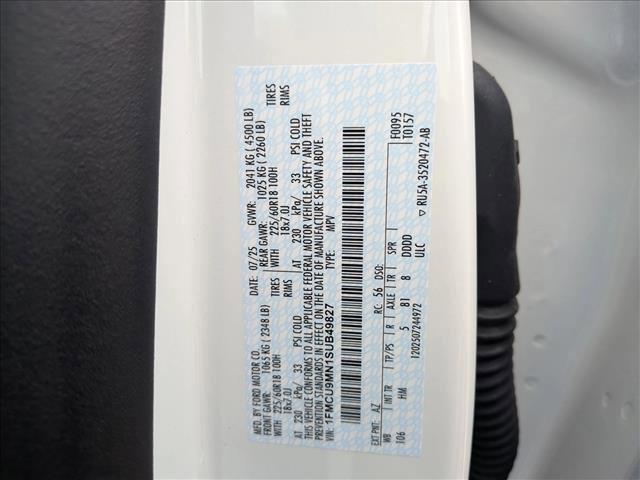 MFD. BY FORD MOTOR CO.
DATE: 07/25 GVWR: 2041 KG ( 4500 LB)
FRONT GAWR: 1065 KG ( 2348 LB) REAR GAWR: 1025 KG ( 2260 LB)
WITH 225/60R18 100H TIRES WITH 225/60R18 100H TIRES
18x7.0J RIMS 18x7.0J RIMS
AT 230 kPa/ 33 PSI COLD AT 230 kPa/ 33 PSI COLD
THIS VEHICLE CONFORMS TO ALL APPLICABLE FEDERAL MOTOR VEHICLE SAFETY AND THEFT
PREVENTION STANDARDS IN EFFECT ON THE DATE OF MANUFACTURE SHOWN ABOVE.
VIN: 1FMCU9MN1SUB49827 TYPE: MPV
F0095
T0157
EXT PNT: AZ RC: 56 DSO:
WB INT TR TP/PS R AXLE TR SPR
106 HM 5 81 8 DDDD
ULC
1202507244972
▽ RU5A-3520472-AB